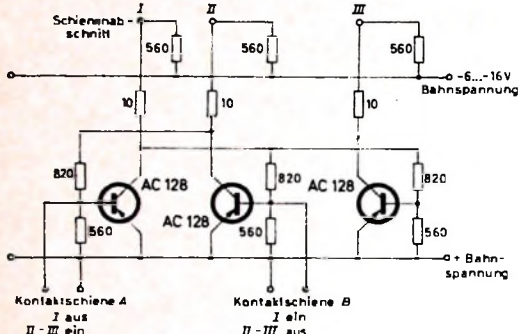 I II III
Schienenab-
schnitt
560 560 560
-6...-16V
Bahnspannung
10 10 10
820 AC 128 820 AC 128 820
AC 128
560 560 560
+ Bahn-
spannung
Kontaktschiene A Kontaktschiene B
I aus I ein
II - III ein II - III aus